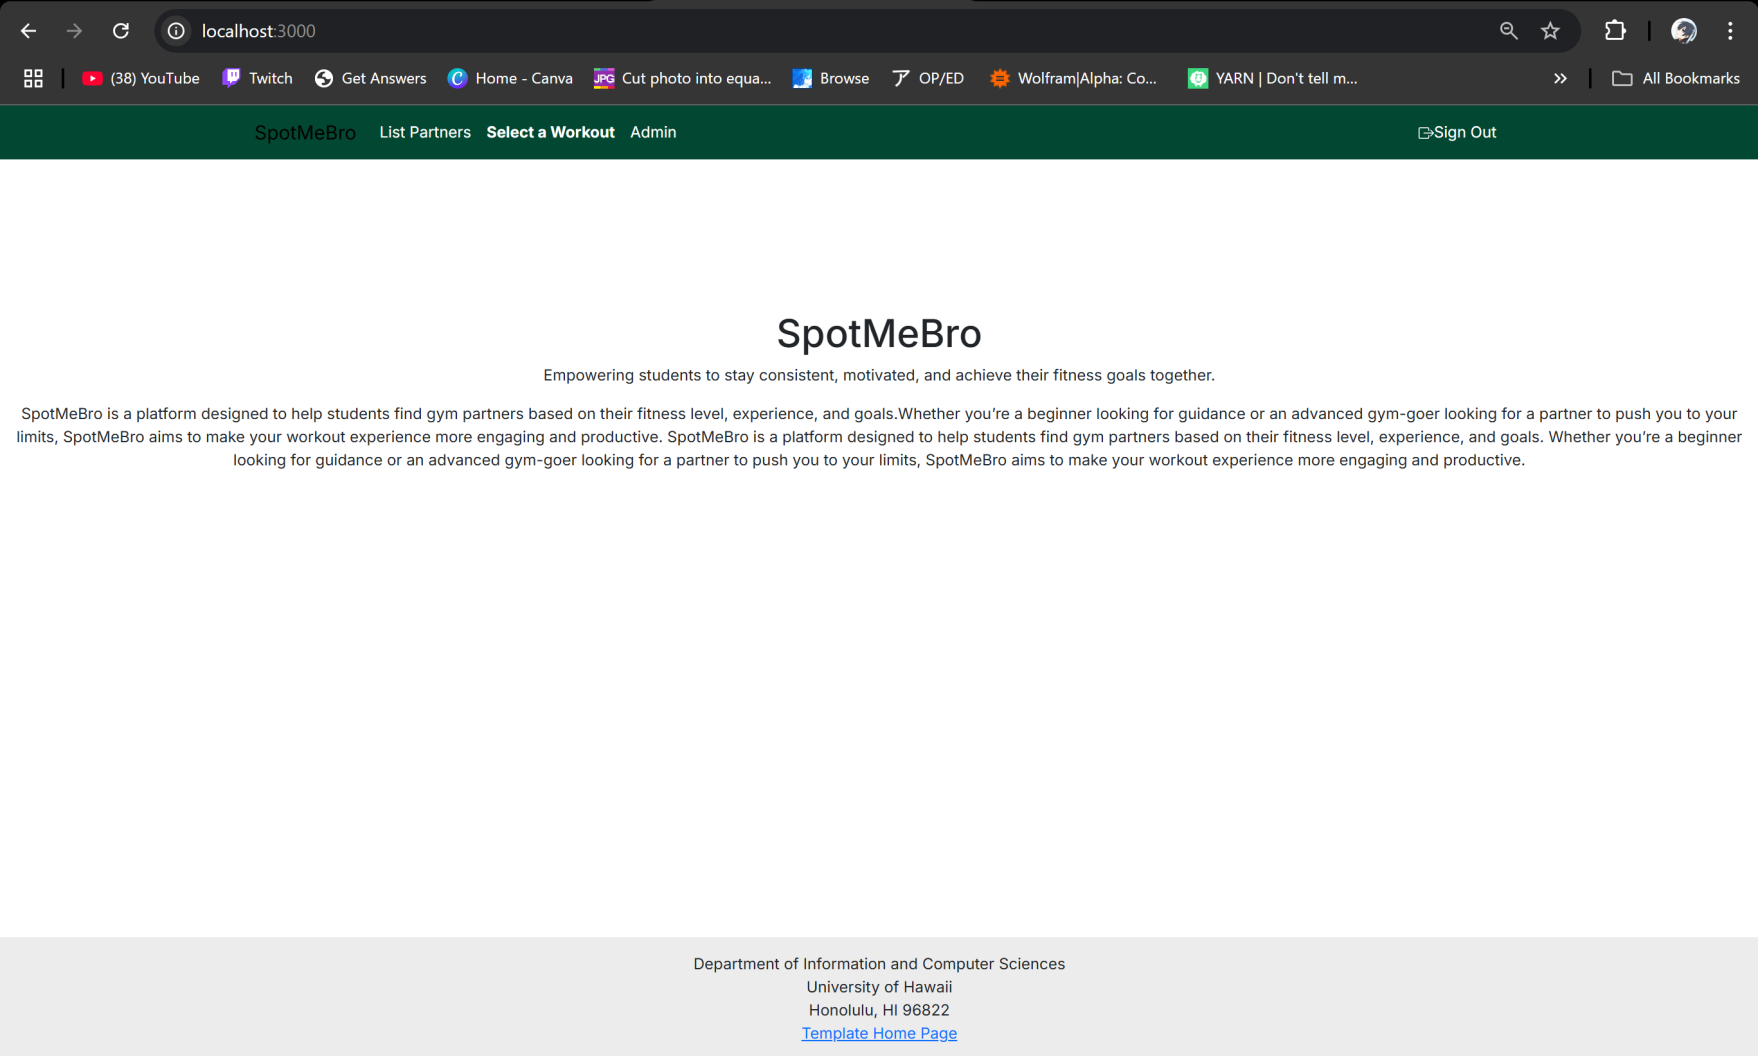 localhost:3000
(38) YouTube Twitch Get Answers Home - Canva JPG Cut photo into equa... Browse OP/ED Wolfram|Alpha: Co... YARN | Don't tell m... All Bookmarks
SpotMeBro List Partners Select a Workout Admin Sign Out
SpotMeBro
Empowering students to stay consistent, motivated, and achieve their fitness goals together.
SpotMeBro is a platform designed to help students find gym partners based on their fitness level, experience, and goals.Whether you’re a beginner looking for guidance or an advanced gym-goer looking for a partner to push you to your
limits, SpotMeBro aims to make your workout experience more engaging and productive. SpotMeBro is a platform designed to help students find gym partners based on their fitness level, experience, and goals. Whether you’re a beginner
looking for guidance or an advanced gym-goer looking for a partner to push you to your limits, SpotMeBro aims to make your workout experience more engaging and productive.
Department of Information and Computer Sciences
University of Hawaii
Honolulu, HI 96822
Template Home Page